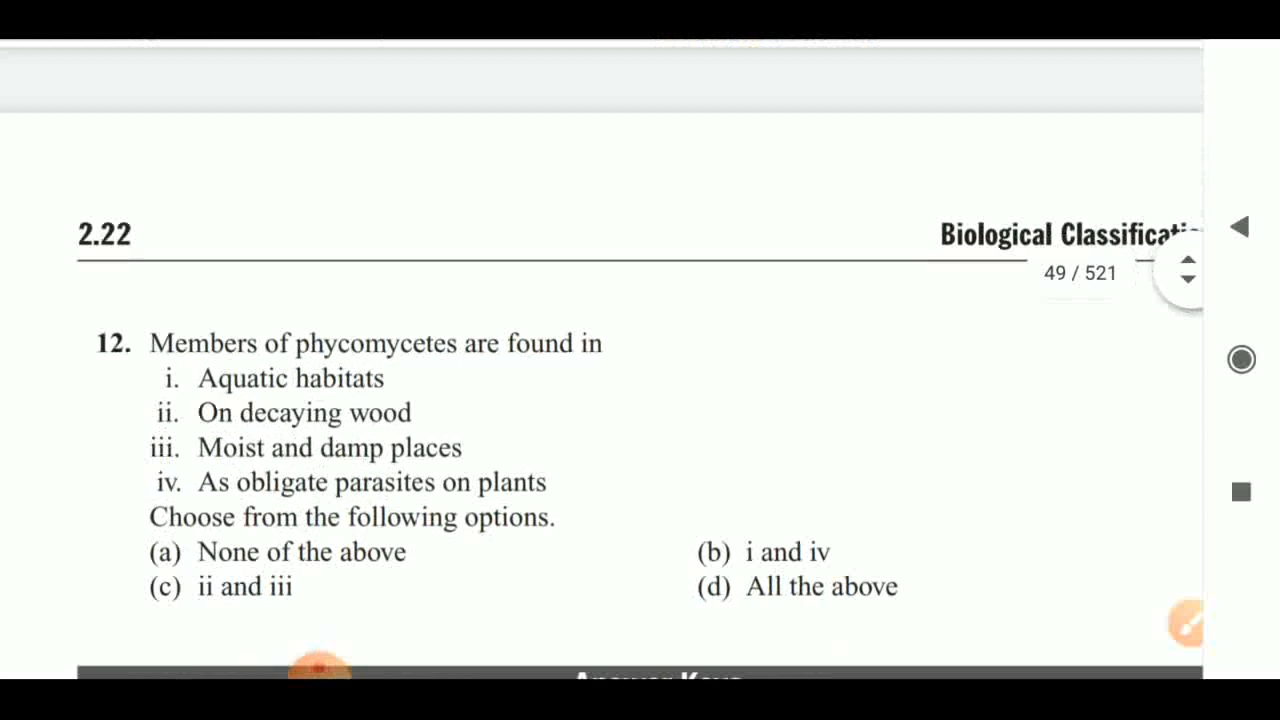 2.22 Biological
49 / 521
12. Members of phycomycetes are found in
i. Aquatic habitats
ii. On decaying wood
iii. Moist and damp places
iv. As obligate parasites on plants
Choose from the following options.
(a) None of the above (b) i and iv
(c) ii and iii (d) All the above